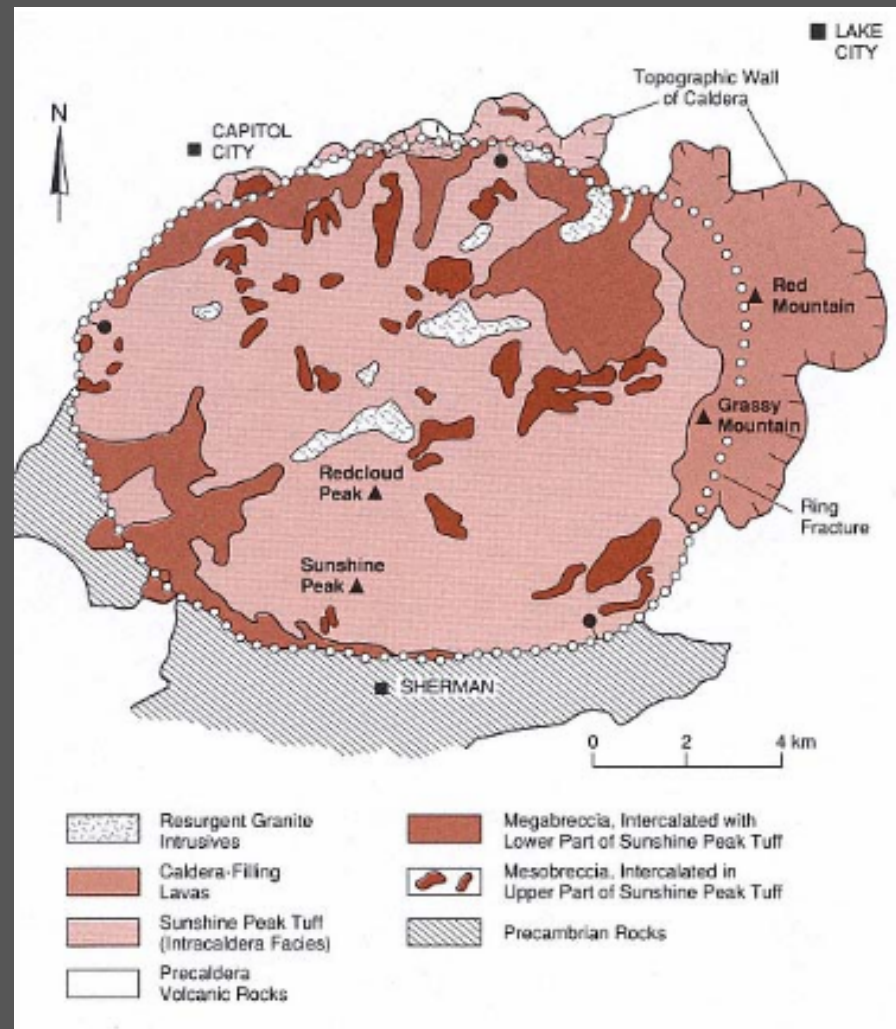 LAKE
CITY
Topographic Wall
of Caldera
N
CAPITOL
CITY
Red
Mountain
Grassy
Mountain
Redcloud
Peak
Ring
Fracture
Sunshine
Peak
SHERMAN
0 2 4 km
Resurgent Granite
Intrusives
Caldera-Filling
Lavas
Sunshine Peak Tuff
(Intracaldera Facies)
Precaldera
Volcanic Rocks
Megabreccia, Intercalated with
Lower Part of Sunshine Peak Tuff
Mesobreccia, Intercalated in
Upper Part of Sunshine Peak Tuff
Precambrian Rocks